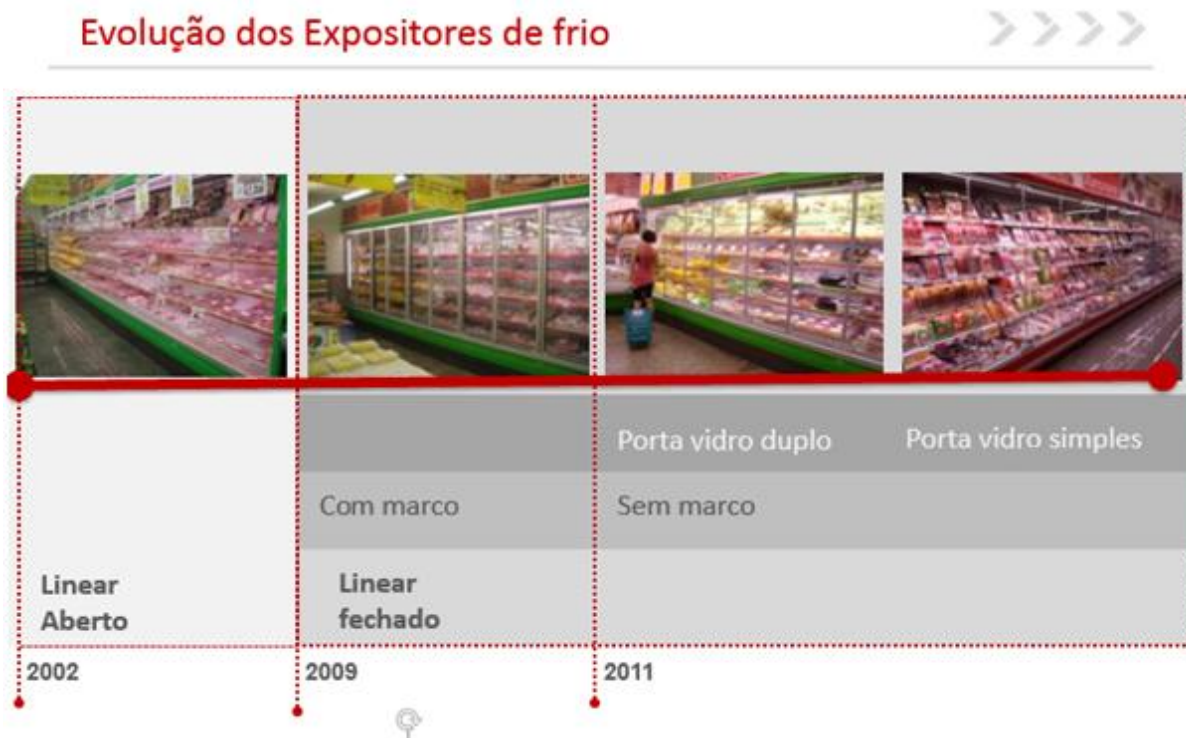 Evolução dos Expositores de frio
Porta vidro duplo
Porta vidro simples
Com marco
Sem marco
Linear
Aberto
Linear
fechado
2002
2009
2011